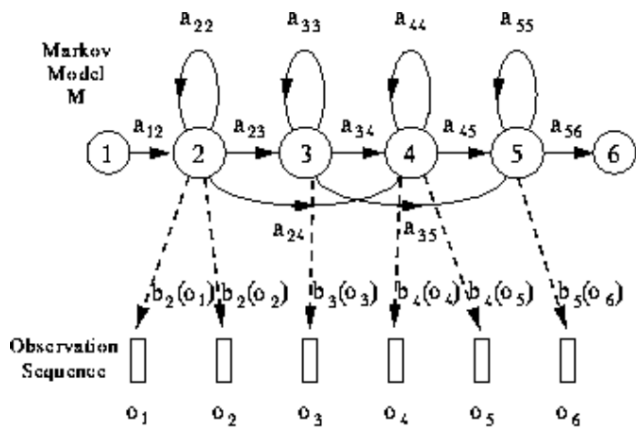 a22 a33 a44 a55
Markov
Model
M
a12 a23 a34 a45 a56
1 2 3 4 5 6
a24 a35
b2(o1) b2(o2) b3(o3) b4(o4) b4(o5) b5(o6)
Observation
Sequence
o1 o2 o3 o4 o5 o6